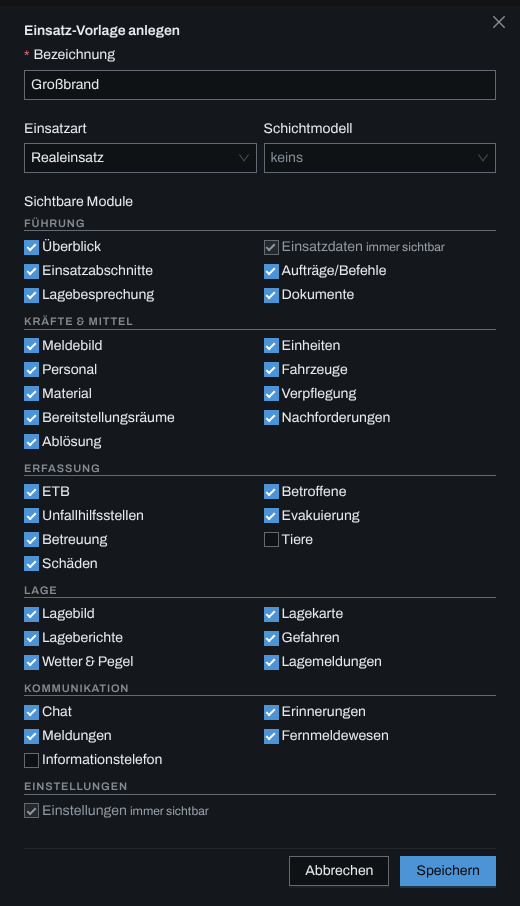 Einsatz-Vorlage anlegen
* Bezeichnung
Großbrand
Einsatzart Schichtmodell
Realeinsatz keins
Sichtbare Module
FÜHRUNG
Überblick Einsatzdaten immer sichtbar
Einsatzabschnitte Aufträge/Befehle
Lagebesprechung Dokumente
KRÄFTE & MITTEL
Meldebild Einheiten
Personal Fahrzeuge
Material Verpflegung
Bereitstellungsräume Nachforderungen
Ablösung
ERFASSUNG
ETB Betroffene
Unfallhilfsstellen Evakuierung
Betreuung Tiere
Schäden
LAGE
Lagebild Lagekarte
Lageberichte Gefahren
Wetter & Pegel Lagemeldungen
KOMMUNIKATION
Chat Erinnerungen
Meldungen Fernmeldewesen
Informationstelefon
EINSTELLUNGEN
Einstellungen immer sichtbar
Abbrechen Speichern